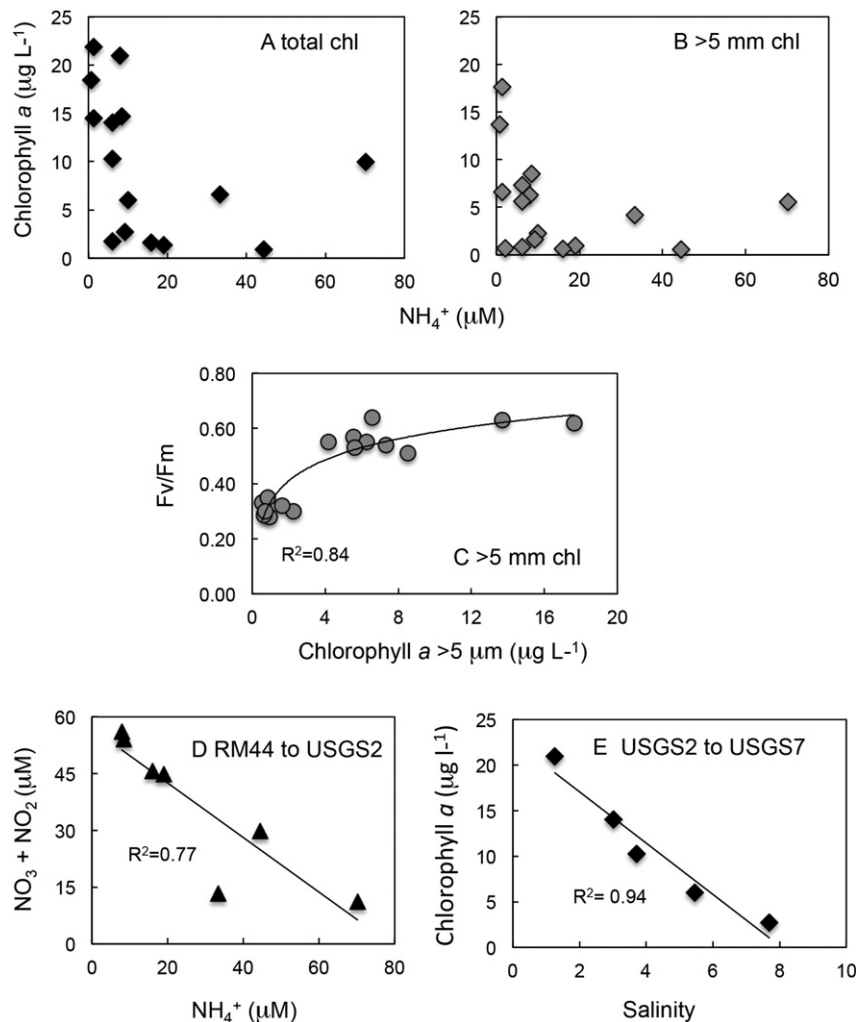 25
20
15
10
5
0
Chlorophyll a (μg L-1)
A total chl
0 20 40 60 80
25
20
15
10
5
0
B >5 mm chl
0 20 40 60 80
NH4+ (μM)
0.80
0.60
0.40
0.20
0.00
Fv/Fm
R2=0.84
C >5 mm chl
0 4 8 12 16 20
Chlorophyll a >5 μm (μg L-1)
60
45
30
15
0
NO3 + NO2 (μM)
D RM44 to USGS2
R2=0.77
0 20 40 60 80
NH4+ (μM)
25
20
15
10
5
0
Chlorophyll a (μg l-1)
E USGS2 to USGS7
R2= 0.94
0 2 4 6 8 10
Salinity